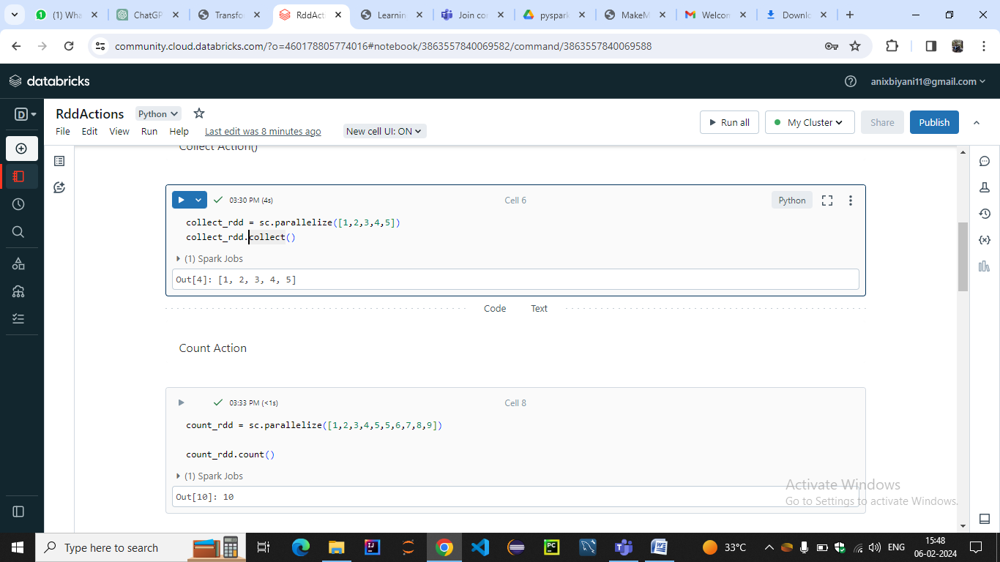 (1) Wha
ChatGP
Transfo
RddActi
Learnin
Join co
pyspark
MakeM
Welcon
Downlo
community.cloud.databricks.com/?o=460178805774016#notebook/3863557840069582/command/3863557840069588
databricks
anixbiyani11@gmail.com
D
RddActions
Python
File Edit View Run Help
Last edit was 8 minutes ago
New cell UI: ON
Run all
My Cluster
Share
Publish
Collect Action()
03:30 PM (4s)
Cell 6
Python
collect_rdd = sc.parallelize([1,2,3,4,5])
collect_rdd.collect()
(1) Spark Jobs
Out[4]: [1, 2, 3, 4, 5]
Code
Text
Count Action
03:33 PM (<1s)
Cell 8
count_rdd = sc.parallelize([1,2,3,4,5,5,6,7,8,9])
count_rdd.count()
(1) Spark Jobs
Out[10]: 10
Activate Windows
Go to Settings to activate Windows.
Type here to search
33°C
ENG
15:48
06-02-2024